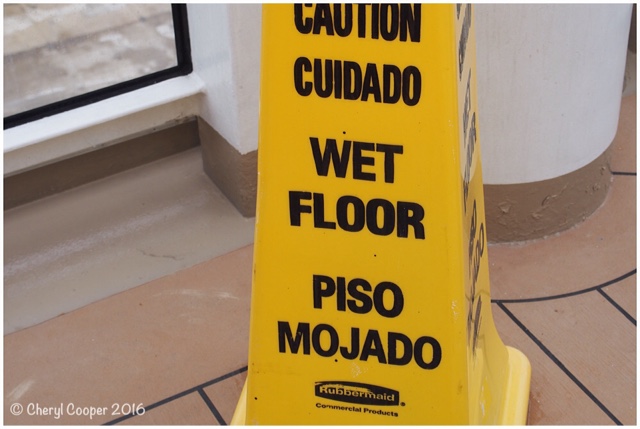 CAUTION
CUIDADO
WET
FLOOR
PISO
MOJADO
Rubbermaid
Commercial Products
© Cheryl Cooper 2016